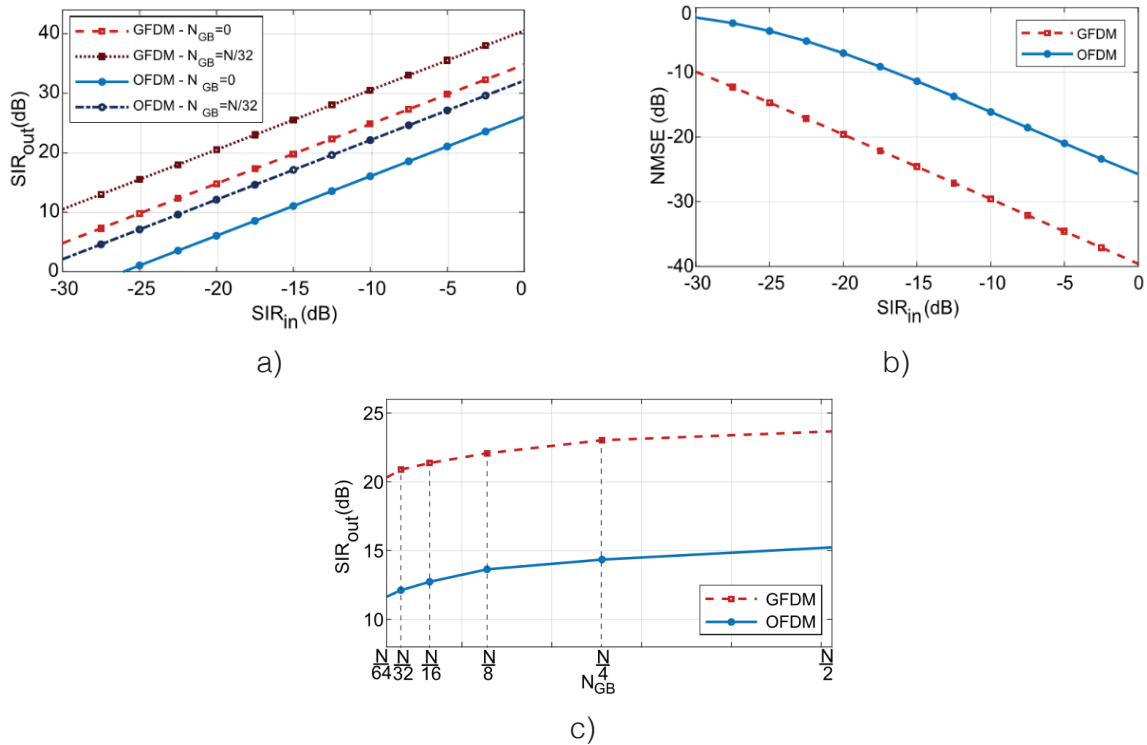 SIRout(dB)
40
30
20
10
0
GFDM - NGB=0
GFDM - NGB=N/32
OFDM - N GB=0
OFDM - N GB=N/32
-30 -25 -20 -15 -10 -5 0
SIRin(dB)
a)
NMSE (dB)
0
-10
-20
-30
-40
GFDM
OFDM
-30 -25 -20 -15 -10 -5 0
SIRin(dB)
b)
SIRout(dB)
25
20
15
10
GFDM
OFDM
N/64 N/32 N/16 N/8 N/4 N/2
NGB
c)